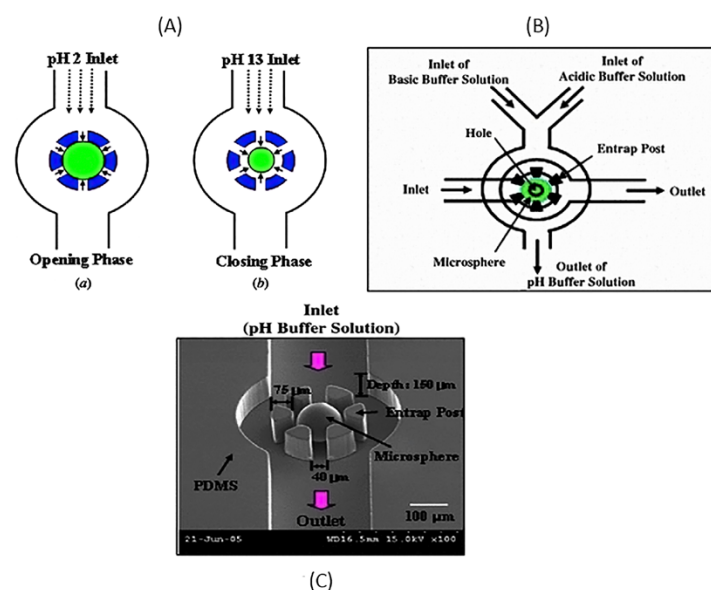 (A)
pH 2 Inlet
pH 13 Inlet
Opening Phase
Closing Phase
(a)
(b)
(B)
Inlet of
Basic Buffer Solution
Inlet of
Acidic Buffer Solution
Hole
Entrap Post
Inlet
Outlet
Microsphere
Outlet of
pH Buffer Solution
Inlet
(pH Buffer Solution)
75 μm
Depth : 150 μm
Entrap Post
Microsphere
PDMS
40 μm
Outlet
100 μm
21-Jun-05 WD16.5mm 15.0kV x100
(C)